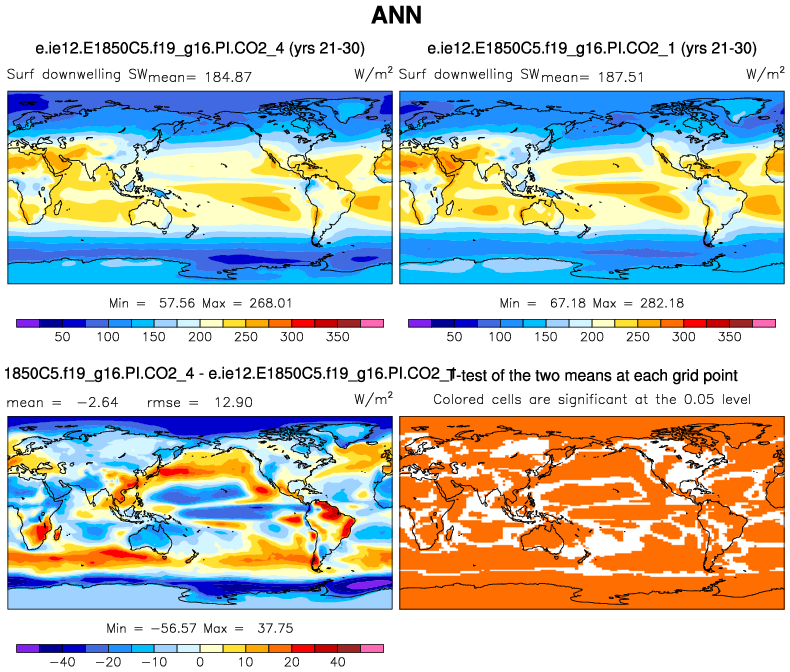 ANN
e.ie12.E1850C5.f19_g16.PI.CO2_4 (yrs 21-30)
Surf downwelling SW mean= 184.87 W/m²
Min = 57.56 Max = 268.01
50 100 150 200 250 300 350
e.ie12.E1850C5.f19_g16.PI.CO2_1 (yrs 21-30)
Surf downwelling SW mean= 187.51 W/m²
Min = 67.18 Max = 282.18
50 100 150 200 250 300 350
1850C5.f19_g16.PI.CO2_4 - e.ie12.E1850C5.f19_g16.PI.CO2_
mean = −2.64 rmse = 12.90 W/m²
Min = −56.57 Max = 37.75
−40 −20 −10 0 10 20 40
T-test of the two means at each grid point
Colored cells are significant at the 0.05 level